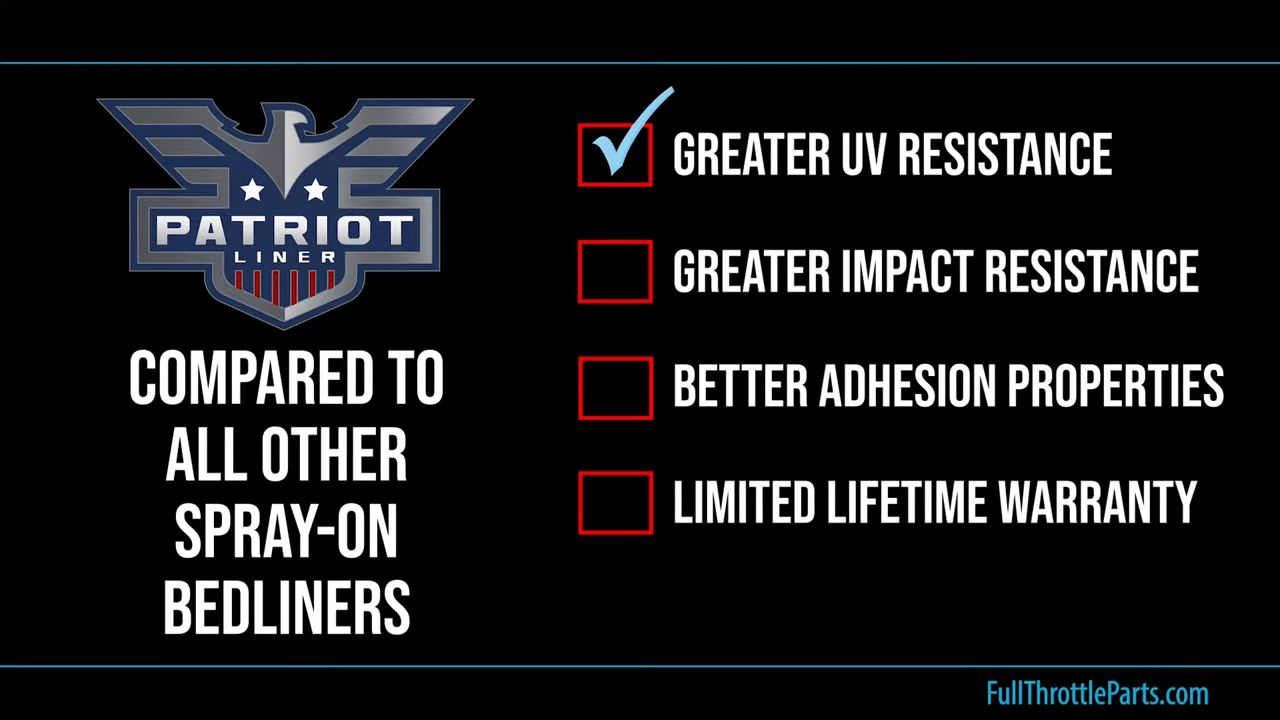 PATRIOT
LINER
COMPARED TO
ALL OTHER
SPRAY-ON
BEDLINERS
GREATER UV RESISTANCE
GREATER IMPACT RESISTANCE
BETTER ADHESION PROPERTIES
LIMITED LIFETIME WARRANTY
FullThrottleParts.com